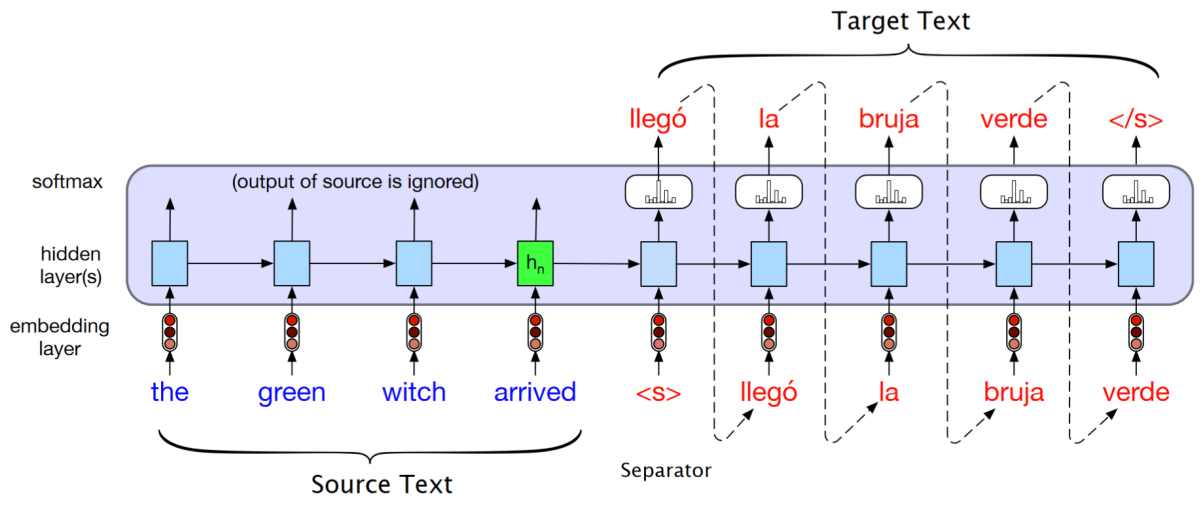 Target Text
llegó la bruja verde </s>
softmax (output of source is ignored)
hidden
layer(s)
hn
embedding
layer
the green witch arrived <s> llegó la bruja verde
Separator
Source Text